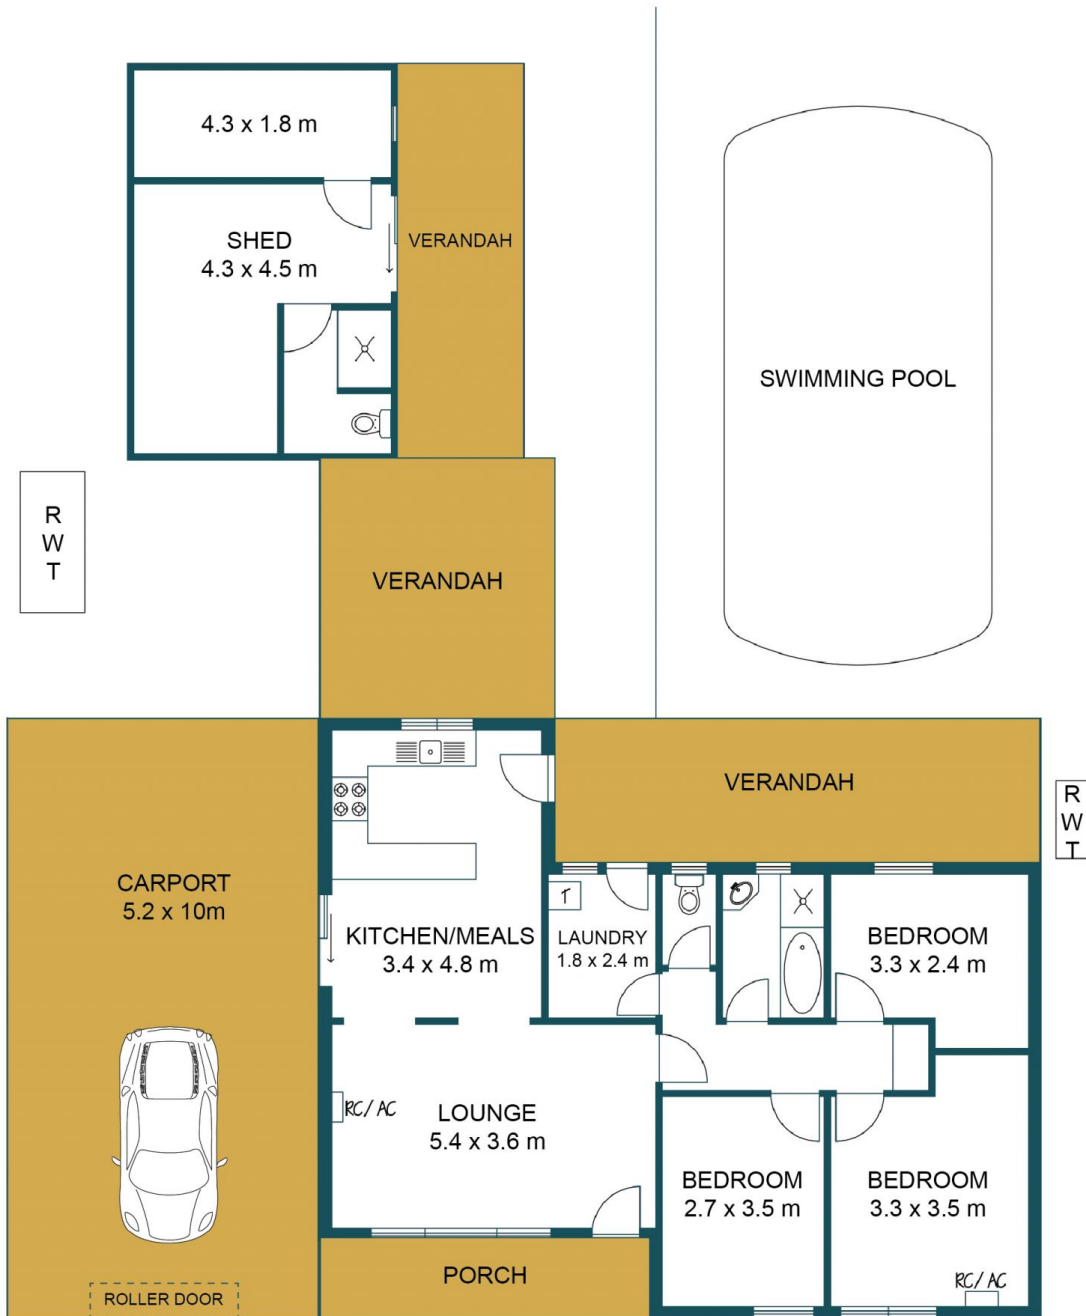 4.3 x 1.8 m
SHED
4.3 x 4.5 m
VERANDAH
SWIMMING POOL
R
W
T
VERANDAH
VERANDAH
R
W
T
CARPORT
5.2 x 10m
KITCHEN/MEALS
3.4 x 4.8 m
T
LAUNDRY
1.8 x 2.4 m
BEDROOM
3.3 x 2.4 m
RC/AC
LOUNGE
5.4 x 3.6 m
BEDROOM
2.7 x 3.5 m
BEDROOM
3.3 x 3.5 m
RC/AC
PORCH
ROLLER DOOR